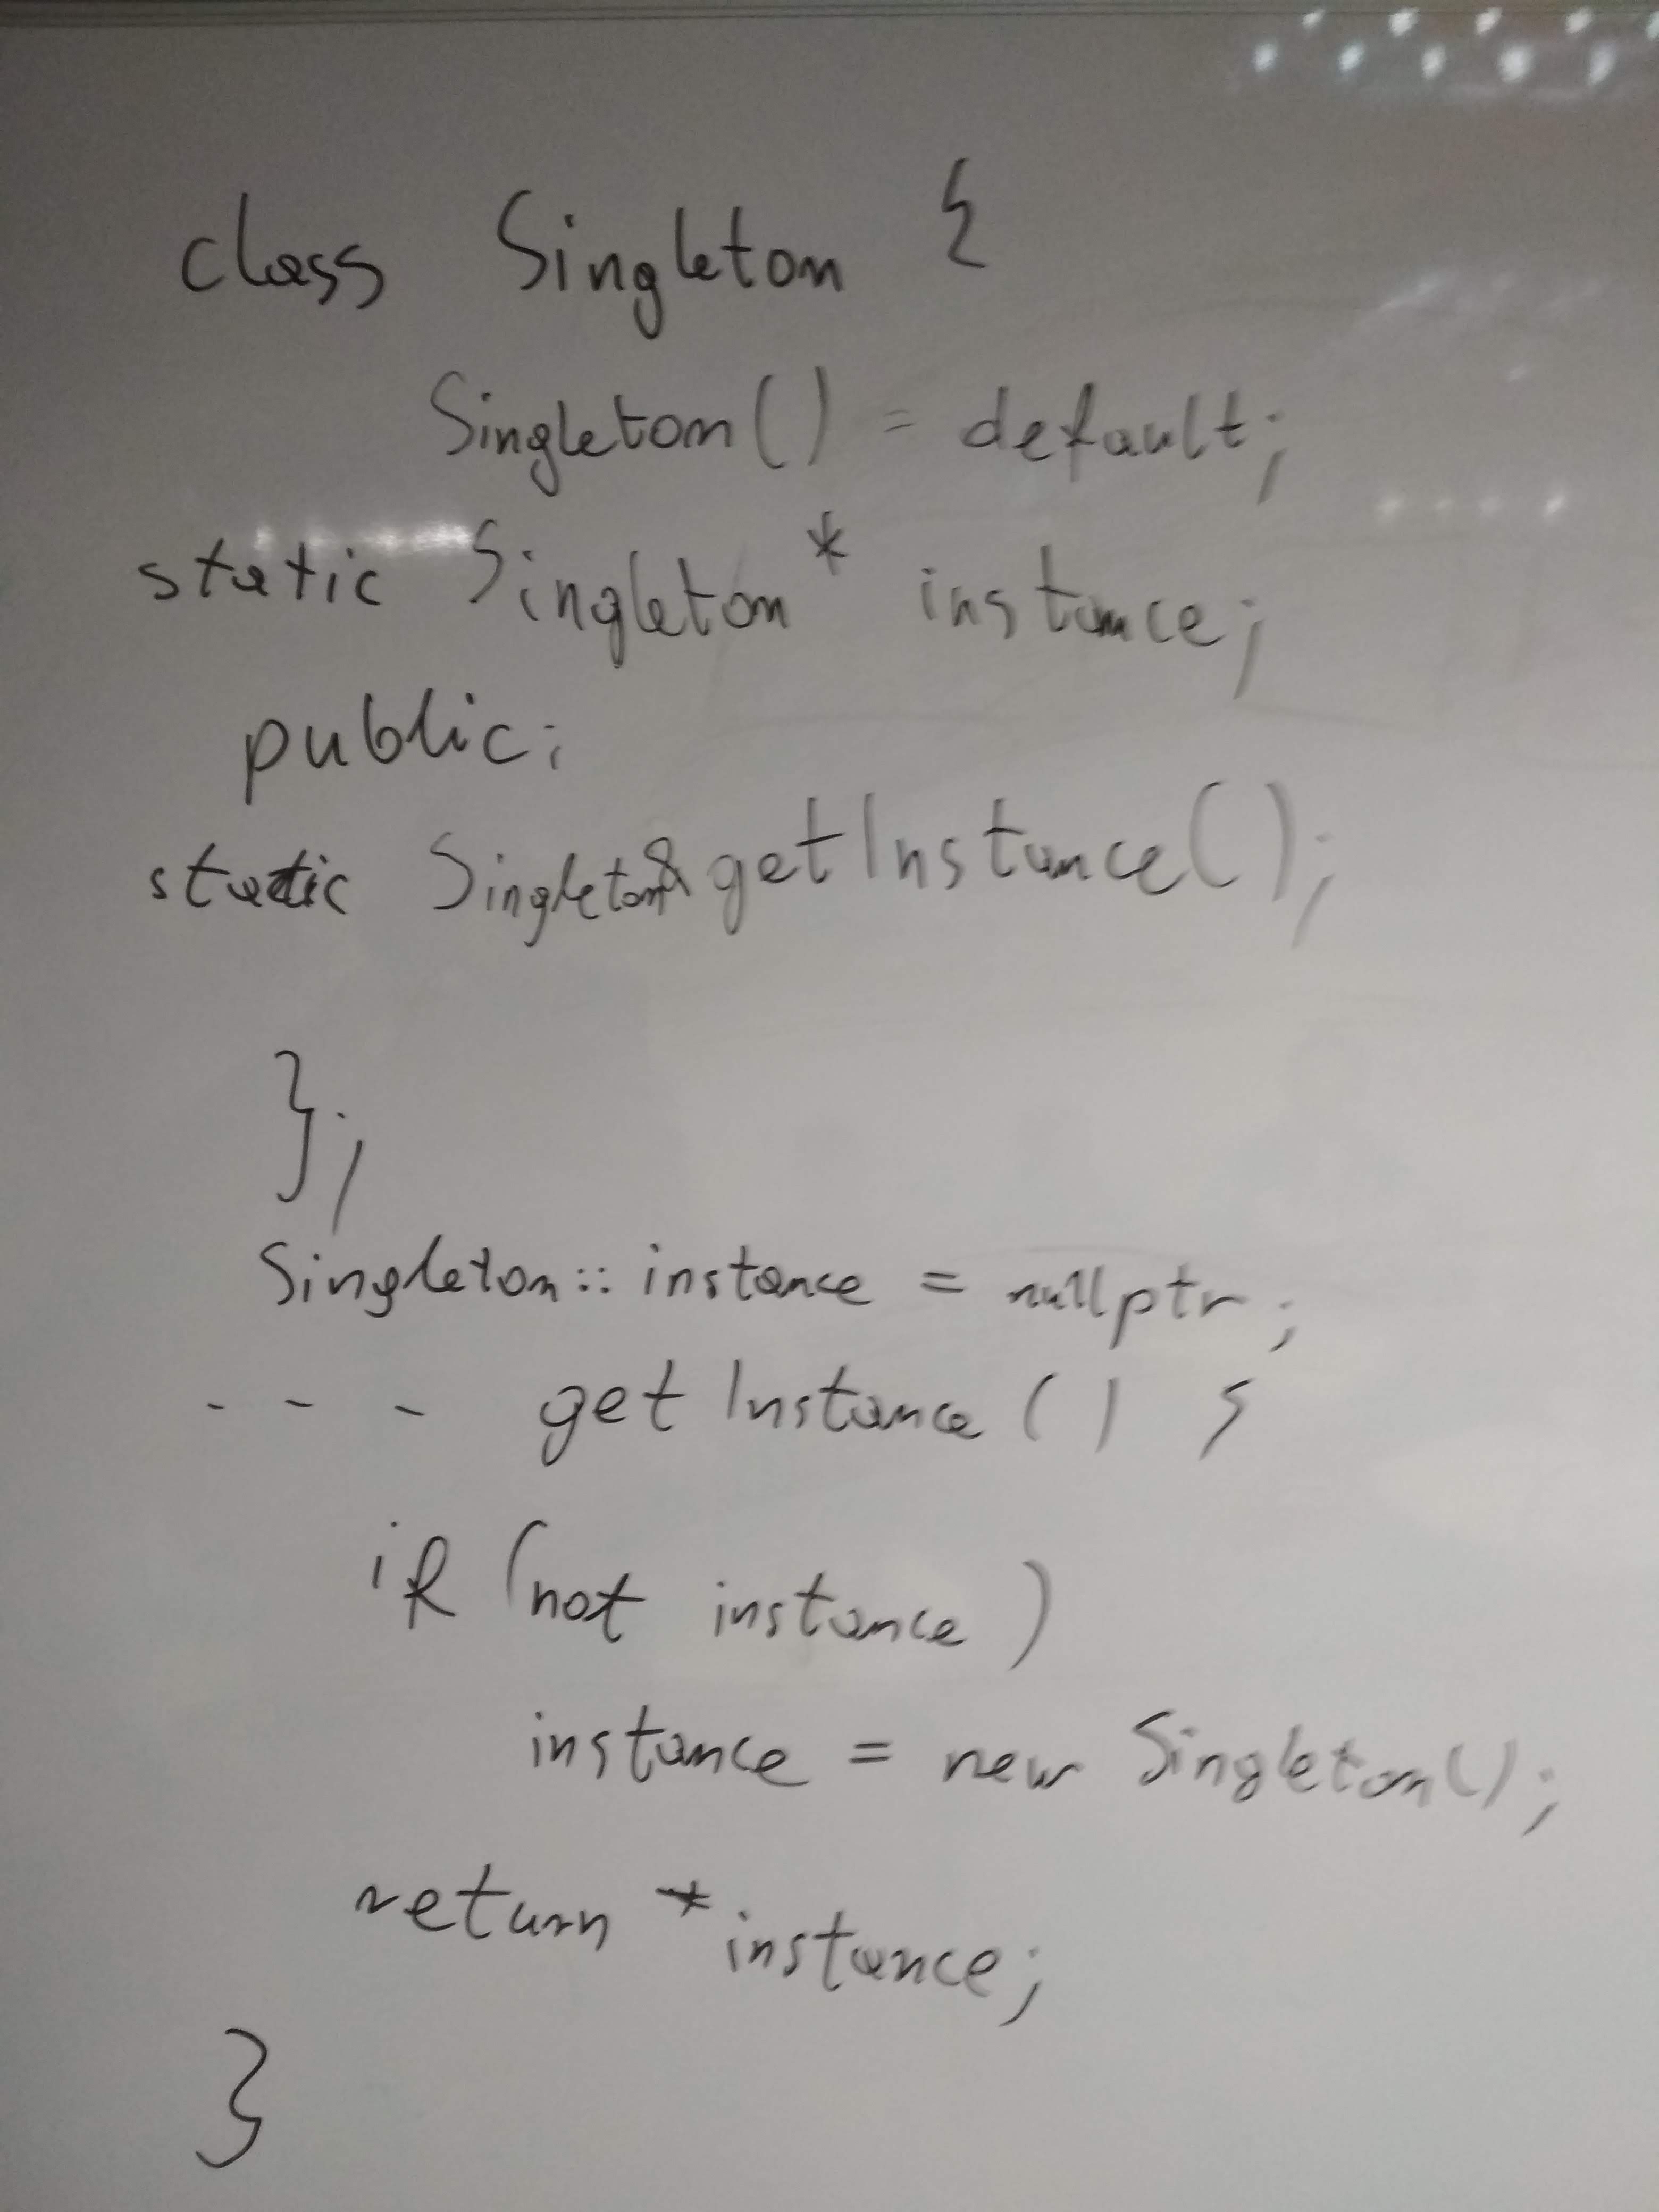 class Singleton {
Singleton() = default;
static Singleton* instance;
public:
static Singleton& getInstance();
};
Singleton:: instance = nullptr;
- - - getInstance() {
if (not instance)
instance = new Singleton();
return *instance;
}